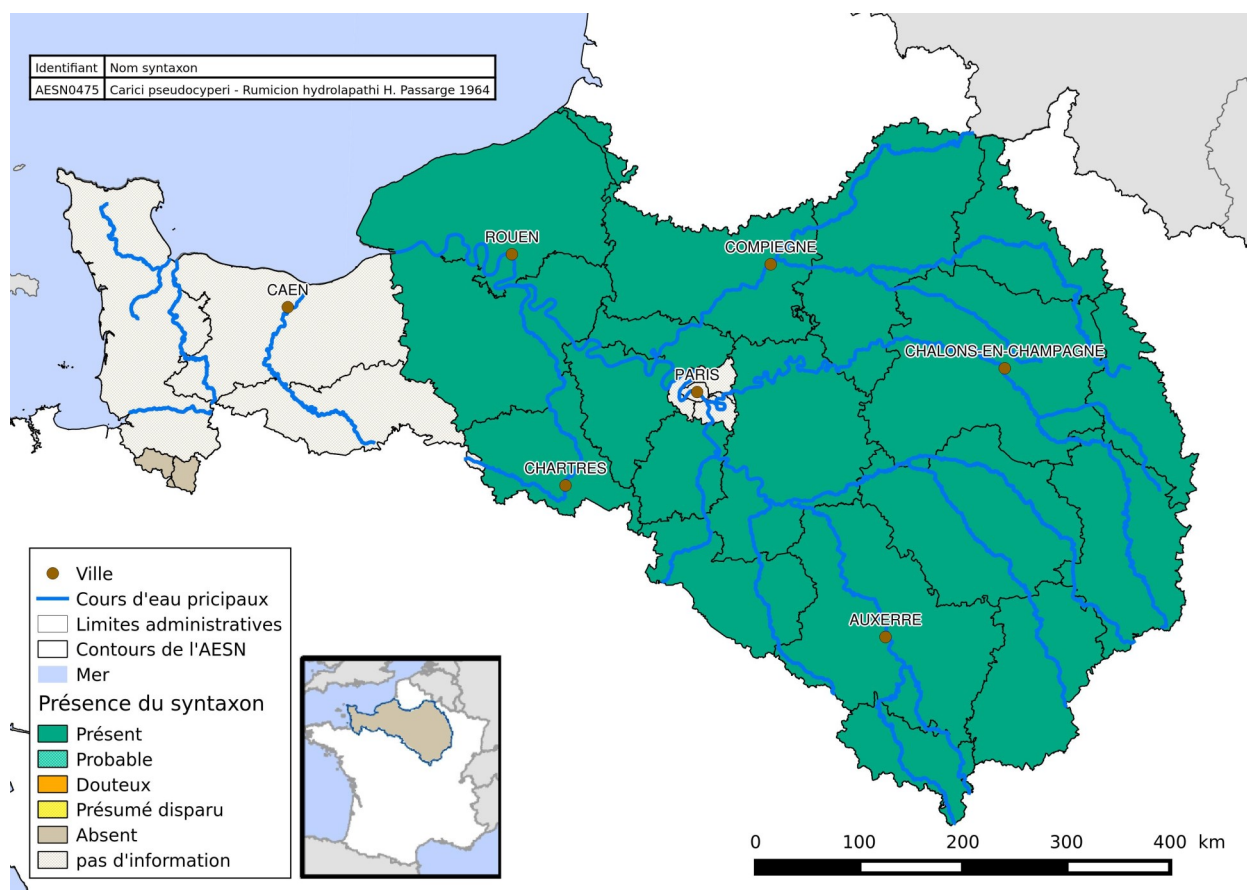 Identifiant Nom syntaxon
AESN0475 Carici pseudocyperi - Rumicion hydrolapathi H. Passarge 1964
ROUEN
COMPIEGNE
CAEN
CHALONS-EN-CHAMPAGNE
PARIS
CHARTRES
AUXERRE
Ville
Cours d'eau pricipaux
Limites administratives
Contours de l'AESN
Mer
Présence du syntaxon
Présent
Probable
Douteux
Présumé disparu
Absent
pas d'information
0 100 200 300 400 km